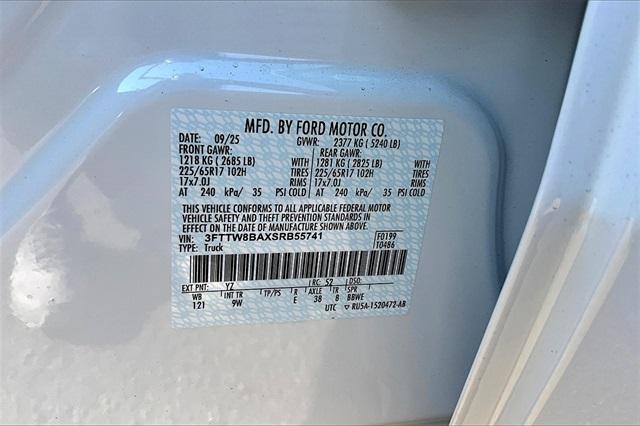 MFD. BY FORD MOTOR CO.
DATE: 09/25 GVWR: 2377 KG ( 5240 LB)
FRONT GAWR: REAR GAWR:
1218 KG ( 2685 LB) WITH 1281 KG ( 2825 LB) WITH
225/65R17 102H TIRES 225/65R17 102H TIRES
17x7.0J RIMS 17x7.0J RIMS
AT 240 kPa/ 35 PSI COLD AT 240 kPa/ 35 PSI COLD
THIS VEHICLE CONFORMS TO ALL APPLICABLE FEDERAL MOTOR
VEHICLE SAFETY AND THEFT PREVENTION STANDARDS IN
EFFECT ON THE DATE OF MANUFACTURE SHOWN ABOVE.
VIN: 3FTTW8BAXSRB55741 F0199
TYPE: Truck T0486
EXT PNT: YZ RC: 52 DSO:
WB INT TR TP/PS R AXLE TR SPR
121 9W E 38 8 BBWE
UTC ▽ RU5A-1520472-AB